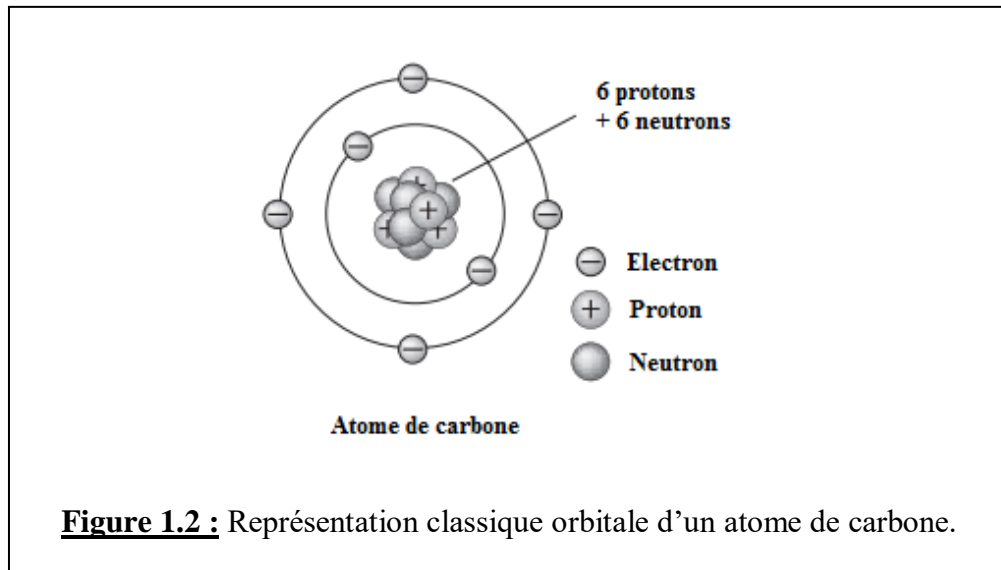 6 protons
+ 6 neutrons
Electron
Proton
Neutron
Atome de carbone
Figure 1.2 : Représentation classique orbitale d’un atome de carbone.